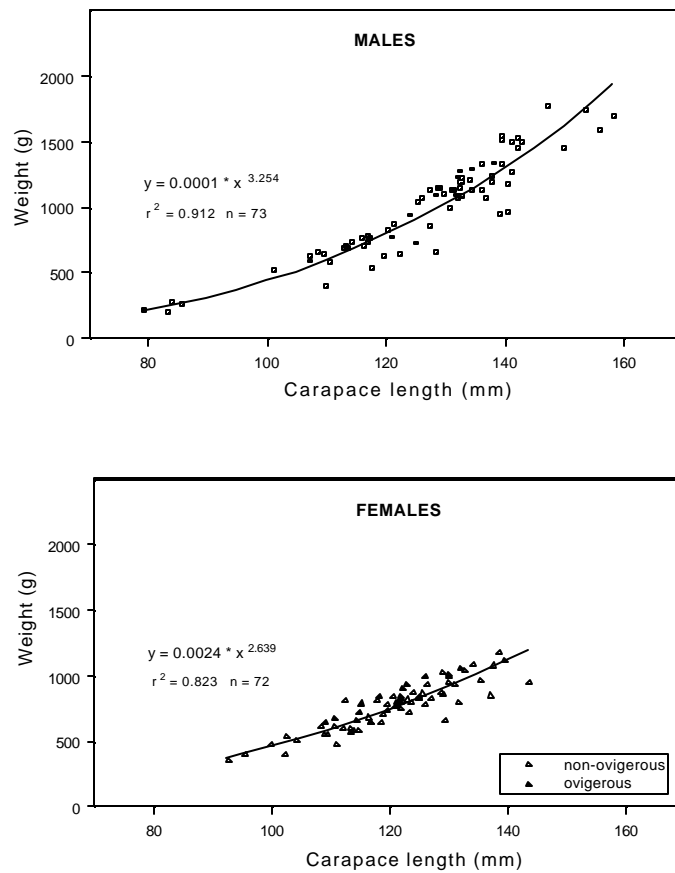 MALES
2000
1500
1000
500
0
Weight (g)
y = 0.0001 * x 3.254
r 2 = 0.912 n = 73
80 100 120 140 160
Carapace length (mm)
FEMALES
2000
1500
1000
500
0
Weight (g)
y = 0.0024 * x 2.639
r 2 = 0.823 n = 72
non-ovigerous
ovigerous
80 100 120 140 160
Carapace length (mm)